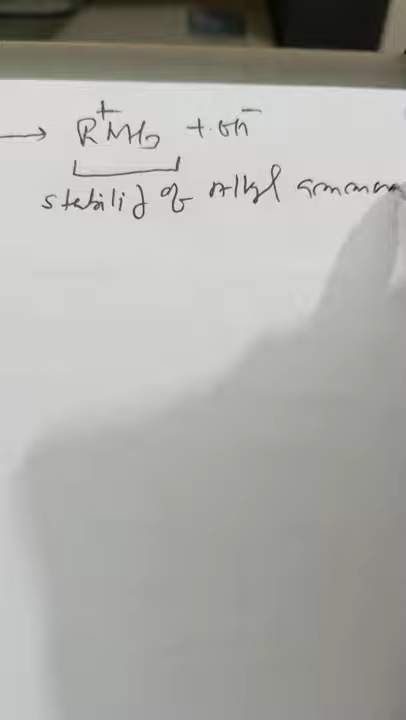 → R⁺NH₃ + OH⁻
stability of Alkyl